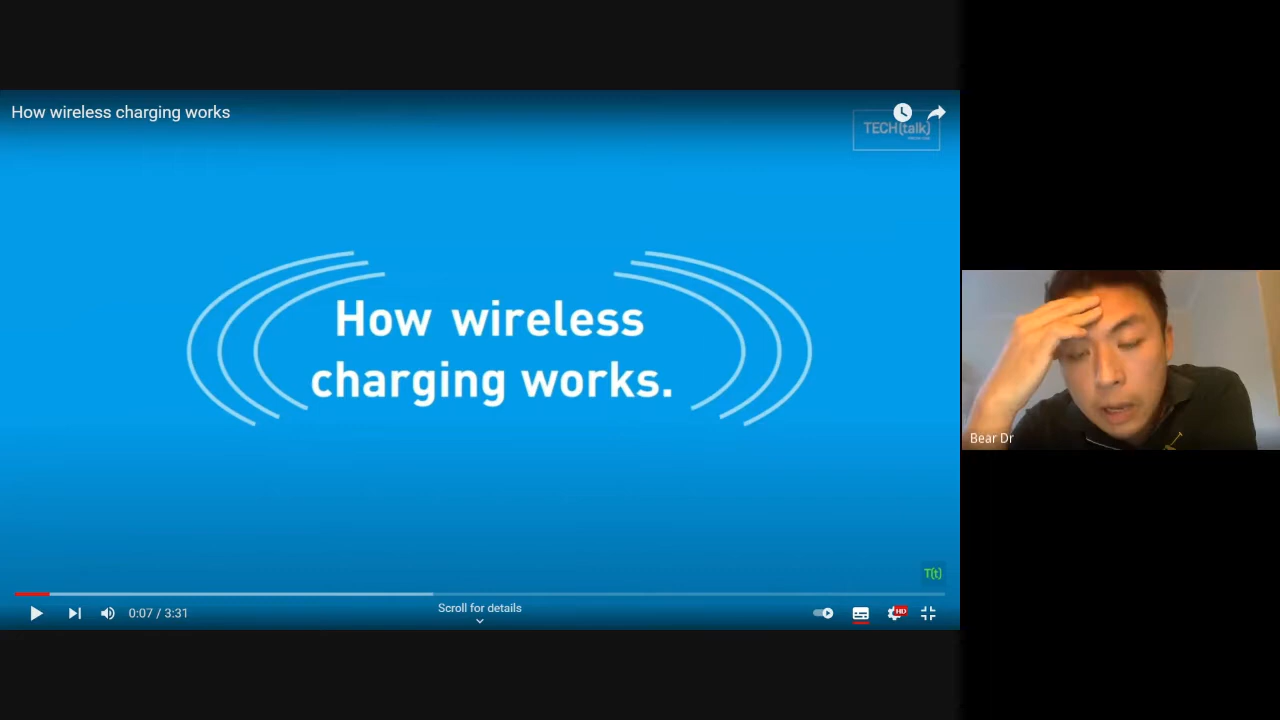 How wireless charging works
TECH(talk)
How wireless
charging works.
T(t)
0:07 / 3:31
Scroll for details
HD
Bear Dr